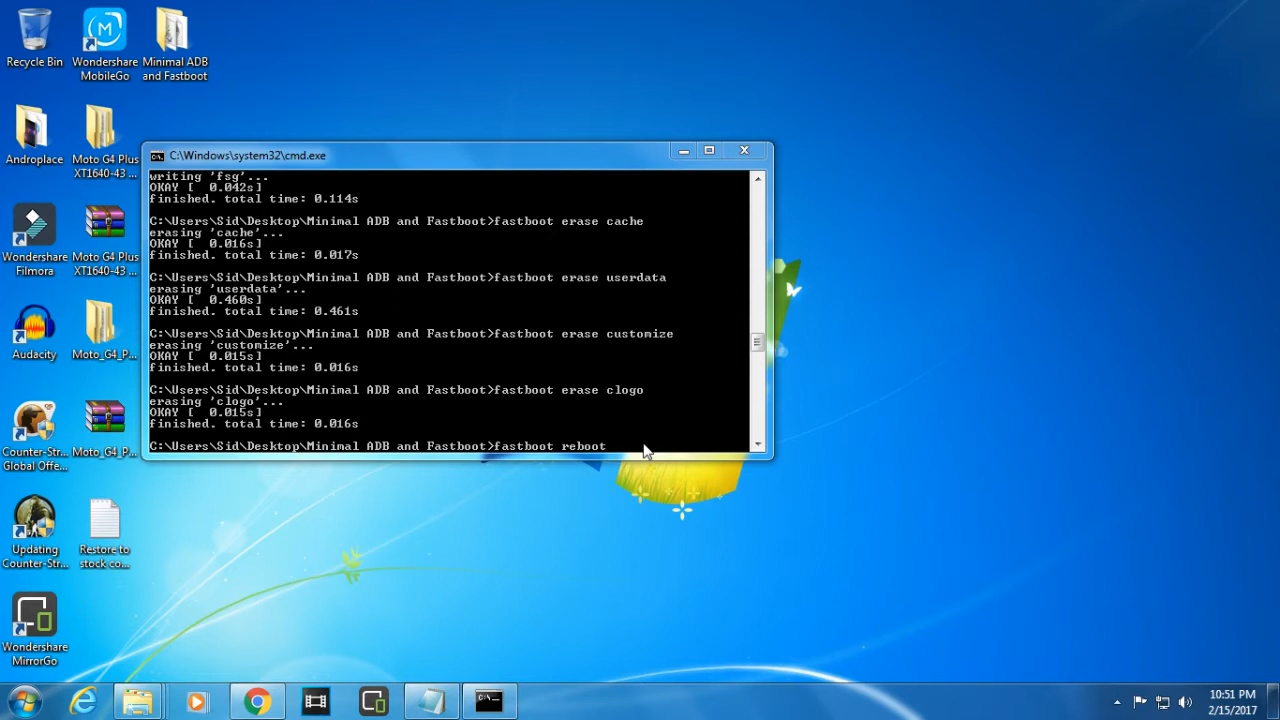 Recycle Bin
Wondershare
MobileGo
Minimal ADB
and Fastboot
Androplace
Moto G4 Plus
XT1640-43 ...
Wondershare
Filmora
Moto G4 Plus
XT1640-43 ...
Audacity
Moto_G4_P...
Counter-Str...
Global Offe...
Moto_G4_P...
Updating
Counter-Str...
Restore to
stock co...
Wondershare
MirrorGo
C:\Windows\system32\cmd.exe
writing 'fsg'...
OKAY [  0.042s]
finished. total time: 0.114s
C:\Users\Sid\Desktop\Minimal ADB and Fastboot>fastboot erase cache
erasing 'cache'...
OKAY [  0.016s]
finished. total time: 0.017s
C:\Users\Sid\Desktop\Minimal ADB and Fastboot>fastboot erase userdata
erasing 'userdata'...
OKAY [  0.460s]
finished. total time: 0.461s
C:\Users\Sid\Desktop\Minimal ADB and Fastboot>fastboot erase customize
erasing 'customize'...
OKAY [  0.015s]
finished. total time: 0.016s
C:\Users\Sid\Desktop\Minimal ADB and Fastboot>fastboot erase clogo
erasing 'clogo'...
OKAY [  0.015s]
finished. total time: 0.016s
C:\Users\Sid\Desktop\Minimal ADB and Fastboot>fastboot reboot
10:51 PM
2/15/2017